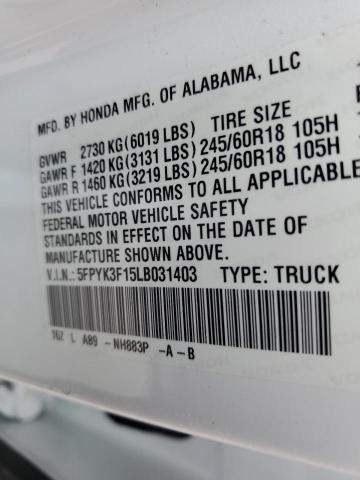 MFD. BY HONDA MFG. OF ALABAMA, LLC
GVWR 2730 KG(6019 LBS) TIRE SIZE
GAWR F 1420 KG(3131 LBS) 245/60R18 105H
GAWR R 1460 KG(3219 LBS) 245/60R18 105H
THIS VEHICLE CONFORMS TO ALL APPLICABLE
FEDERAL MOTOR VEHICLE SAFETY
STANDARDS IN EFFECT ON THE DATE OF
MANUFACTURE SHOWN ABOVE.
V.I.N.: 5FPYK3F15LB031403 TYPE: TRUCK
T6Z L A89 -NH883P -A-B